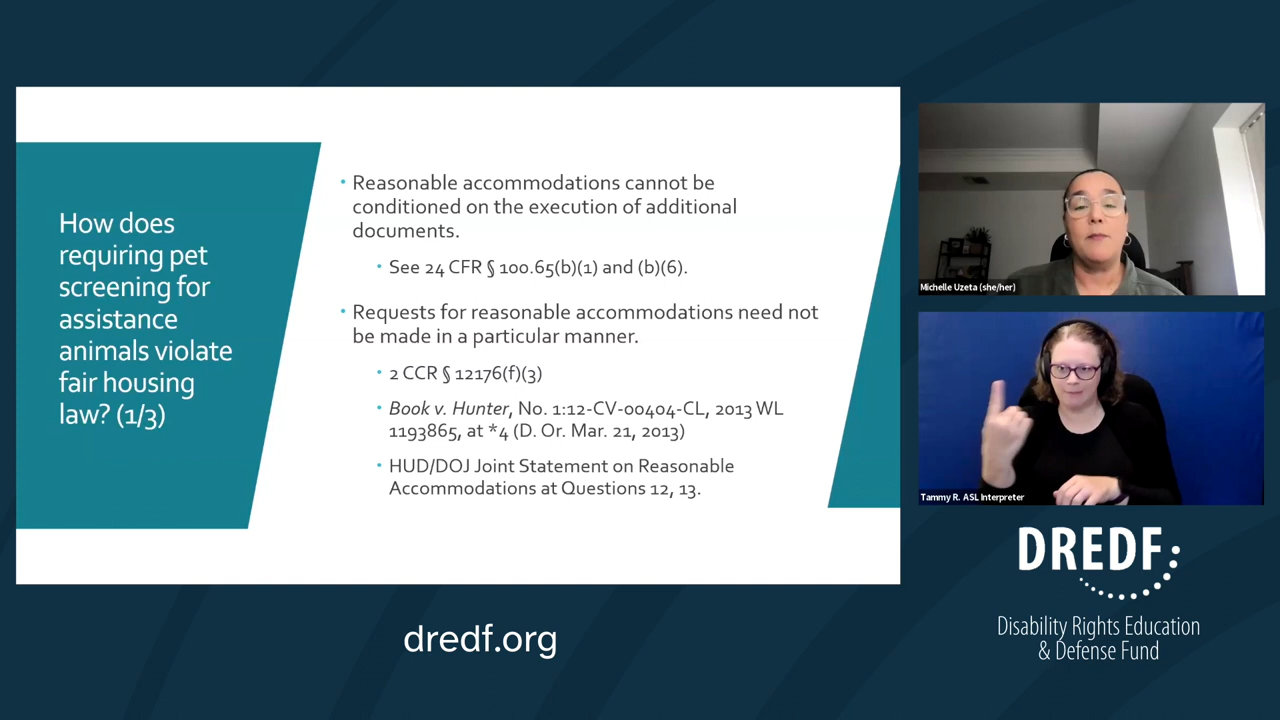 How does
requiring pet
screening for
assistance
animals violate
fair housing
law? (1/3)
• Reasonable accommodations cannot be
conditioned on the execution of additional
documents.
• See 24 CFR § 100.65(b)(1) and (b)(6).
• Requests for reasonable accommodations need not
be made in a particular manner.
• 2 CCR § 12176(f)(3)
• Book v. Hunter, No. 1:12-CV-00404-CL, 2013 WL
1193865, at *4 (D. Or. Mar. 21, 2013)
• HUD/DOJ Joint Statement on Reasonable
Accommodations at Questions 12, 13.
Michelle Uzeta (she/her)
Tammy R. ASL Interpreter
DREDF
Disability Rights Education
& Defense Fund
dredf.org